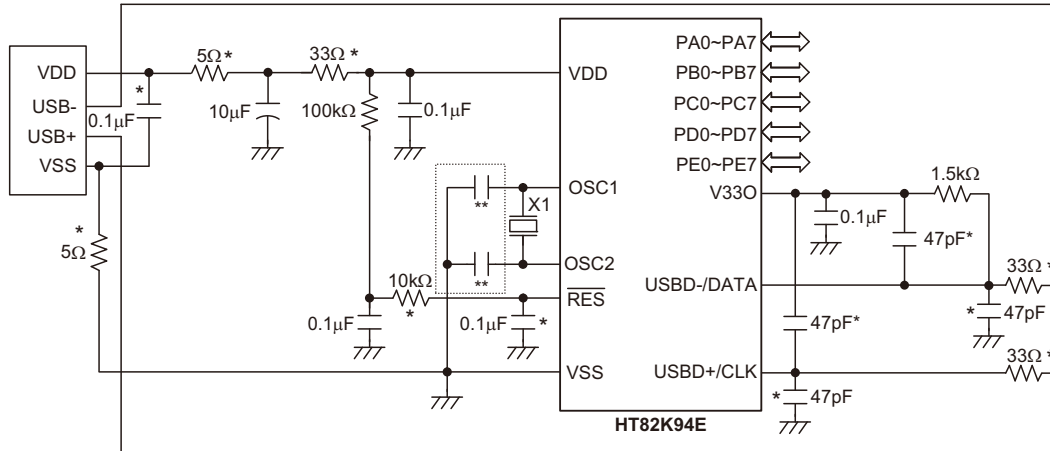 VDD
USB-
USB+
VSS
*
0.1μF
5Ω*
10μF
33Ω *
100kΩ
0.1μF
*
5Ω
**
**
X1
10kΩ
*
0.1μF
0.1μF
*
VDD
OSC1
OSC2
RES
VSS
PA0~PA7
PB0~PB7
PC0~PC7
PD0~PD7
PE0~PE7
V33O
USBD-/DATA
USBD+/CLK
HT82K94E
0.1μF
1.5kΩ
47pF*
33Ω *
*
47pF
47pF*
33Ω *
*
47pF